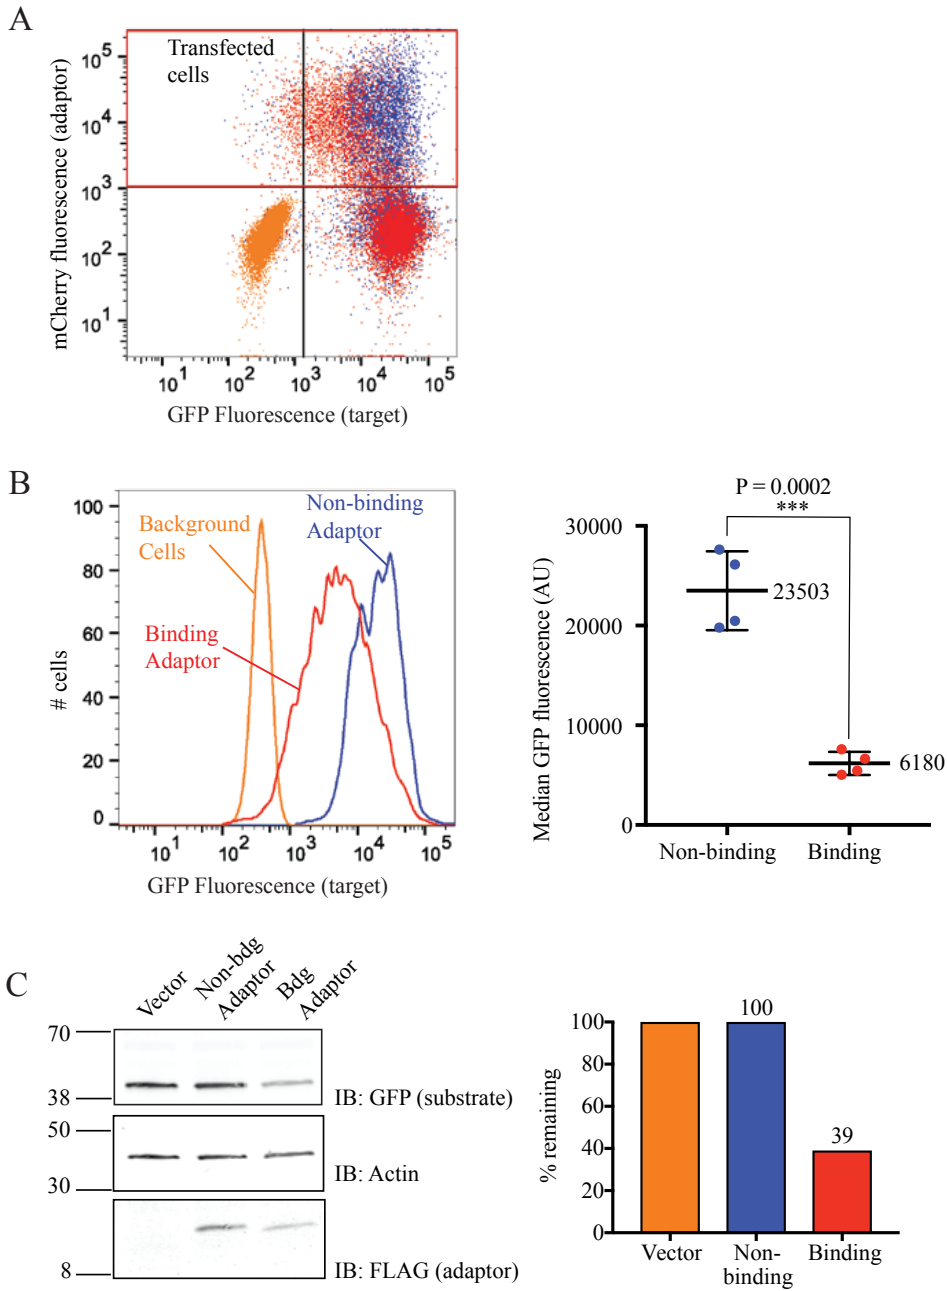 A
Transfected
cells
mCherry fluorescence (adaptor)
10^5
10^4
10^3
10^2
10^1
10^1 10^2 10^3 10^4 10^5
GFP Fluorescence (target)
B
# cells
100
80
60
40
20
0
Background
Cells
Non-binding
Adaptor
Binding
Adaptor
10^1 10^2 10^3 10^4 10^5
GFP Fluorescence (target)
P = 0.0002
***
Median GFP fluorescence (AU)
30000
20000
10000
0
23503
6180
Non-binding Binding
C
Vector
Non-bdg
Adaptor
Bdg
Adaptor
70
38
IB: GFP (substrate)
50
30
IB: Actin
8
IB: FLAG (adaptor)
% remaining
100
80
60
40
20
0
100
39
Vector Non-
binding Binding